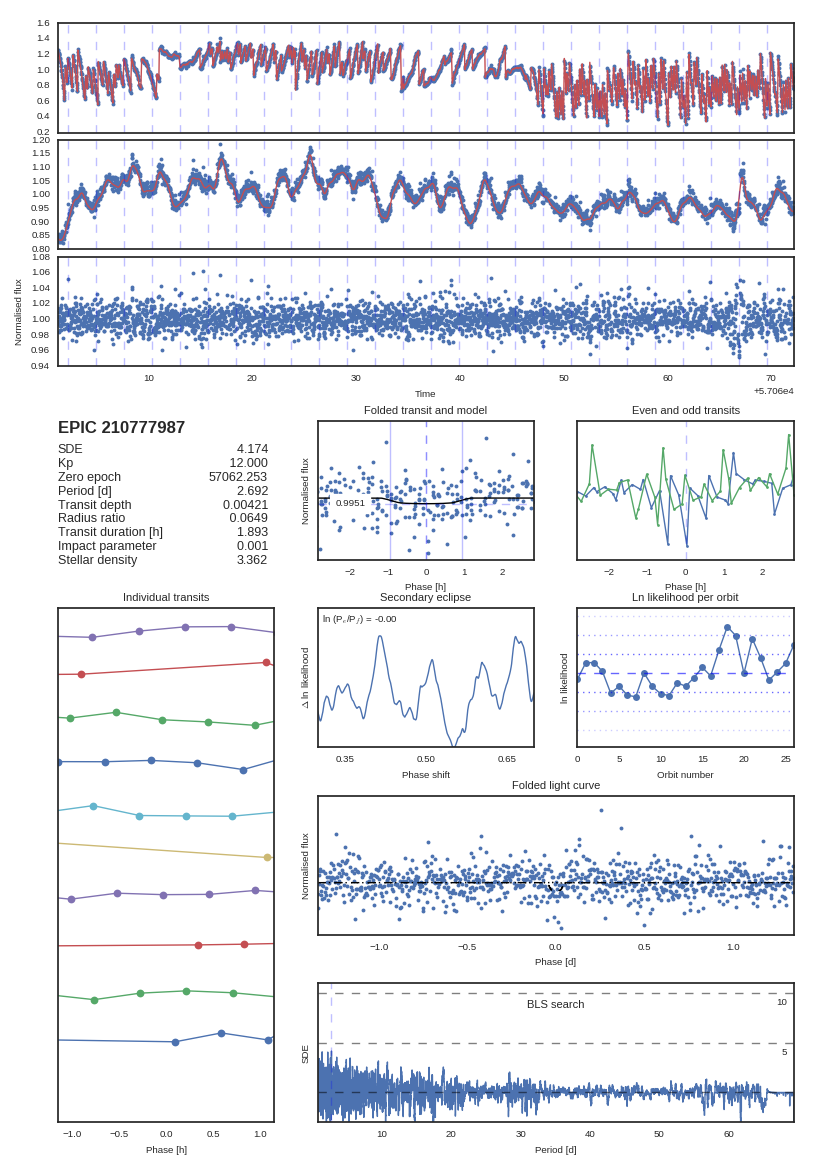 1.6
1.4
1.2
1.0
0.8
0.6
0.4
0.2
1.20
1.15
1.10
1.05
1.00
0.95
0.90
0.85
0.80
1.08
1.06
1.04
1.02
1.00
0.98
0.96
0.94
Normalised flux
10 20 30 40 50 60 70
Time
+5.706e4
EPIC 210777987
SDE 4.174
Kp 12.000
Zero epoch 57062.253
Period [d] 2.692
Transit depth 0.00421
Radius ratio 0.0649
Transit duration [h] 1.893
Impact parameter 0.001
Stellar density 3.362
Folded transit and model
Normalised flux
0.9951
−2 −1 0 1 2
Phase [h]
Even and odd transits
−2 −1 0 1 2
Phase [h]
Individual transits
−1.0 −0.5 0.0 0.5 1.0
Phase [h]
Secondary eclipse
ln (Pₑ/P𝑓) = -0.00
Δ ln likelihood
0.35 0.50 0.65
Phase shift
Ln likelihood per orbit
ln likelihood
0 5 10 15 20 25
Orbit number
Folded light curve
Normalised flux
−1.0 −0.5 0.0 0.5 1.0
Phase [d]
BLS search
10
5
SDE
10 20 30 40 50 60
Period [d]